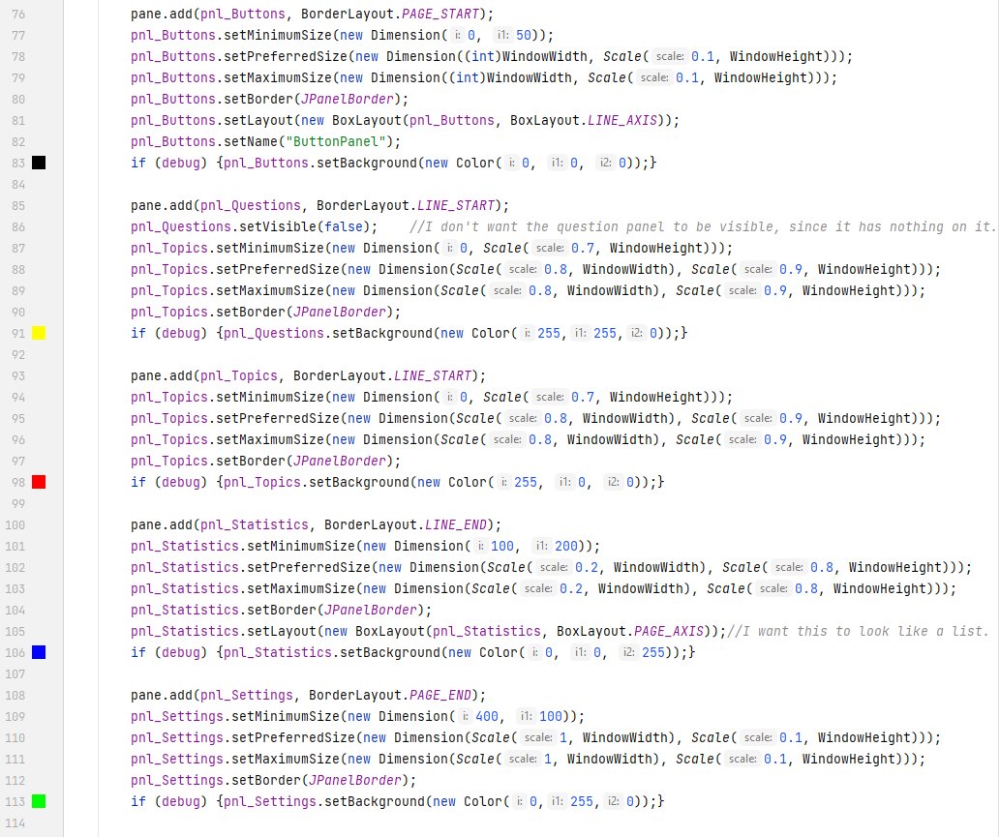 76 pane.add(pnl_Buttons, BorderLayout.PAGE_START);
77 pnl_Buttons.setMinimumSize(new Dimension( i: 0, i1: 50));
78 pnl_Buttons.setPreferredSize(new Dimension((int)WindowWidth, Scale( scale: 0.1, WindowHeight)));
79 pnl_Buttons.setMaximumSize(new Dimension((int)WindowWidth, Scale( scale: 0.1, WindowHeight)));
80 pnl_Buttons.setBorder(JPanelBorder);
81 pnl_Buttons.setLayout(new BoxLayout(pnl_Buttons, BoxLayout.LINE_AXIS));
82 pnl_Buttons.setName("ButtonPanel");
83 if (debug) {pnl_Buttons.setBackground(new Color( i: 0, i1: 0, i2: 0));}
84
85 pane.add(pnl_Questions, BorderLayout.LINE_START);
86 pnl_Questions.setVisible(false); //I don't want the question panel to be visible, since it has nothing on it.
87 pnl_Topics.setMinimumSize(new Dimension( i: 0, Scale( scale: 0.7, WindowHeight)));
88 pnl_Topics.setPreferredSize(new Dimension(Scale( scale: 0.8, WindowWidth), Scale( scale: 0.9, WindowHeight)));
89 pnl_Topics.setMaximumSize(new Dimension(Scale( scale: 0.8, WindowWidth), Scale( scale: 0.9, WindowHeight)));
90 pnl_Topics.setBorder(JPanelBorder);
91 if (debug) {pnl_Questions.setBackground(new Color( i: 255, i1: 255, i2: 0));}
92
93 pane.add(pnl_Topics, BorderLayout.LINE_START);
94 pnl_Topics.setMinimumSize(new Dimension( i: 0, Scale( scale: 0.7, WindowHeight)));
95 pnl_Topics.setPreferredSize(new Dimension(Scale( scale: 0.8, WindowWidth), Scale( scale: 0.9, WindowHeight)));
96 pnl_Topics.setMaximumSize(new Dimension(Scale( scale: 0.8, WindowWidth), Scale( scale: 0.9, WindowHeight)));
97 pnl_Topics.setBorder(JPanelBorder);
98 if (debug) {pnl_Topics.setBackground(new Color( i: 255, i1: 0, i2: 0));}
99
100 pane.add(pnl_Statistics, BorderLayout.LINE_END);
101 pnl_Statistics.setMinimumSize(new Dimension( i: 100, i1: 200));
102 pnl_Statistics.setPreferredSize(new Dimension(Scale( scale: 0.2, WindowWidth), Scale( scale: 0.8, WindowHeight)));
103 pnl_Statistics.setMaximumSize(new Dimension(Scale( scale: 0.2, WindowWidth), Scale( scale: 0.8, WindowHeight)));
104 pnl_Statistics.setBorder(JPanelBorder);
105 pnl_Statistics.setLayout(new BoxLayout(pnl_Statistics, BoxLayout.PAGE_AXIS));//I want this to look like a list.
106 if (debug) {pnl_Statistics.setBackground(new Color( i: 0, i1: 0, i2: 255));}
107
108 pane.add(pnl_Settings, BorderLayout.PAGE_END);
109 pnl_Settings.setMinimumSize(new Dimension( i: 400, i1: 100));
110 pnl_Settings.setPreferredSize(new Dimension(Scale( scale: 1, WindowWidth), Scale( scale: 0.1, WindowHeight)));
111 pnl_Settings.setMaximumSize(new Dimension(Scale( scale: 1, WindowWidth), Scale( scale: 0.1, WindowHeight)));
112 pnl_Settings.setBorder(JPanelBorder);
113 if (debug) {pnl_Settings.setBackground(new Color( i: 0, i1: 255, i2: 0));}
114